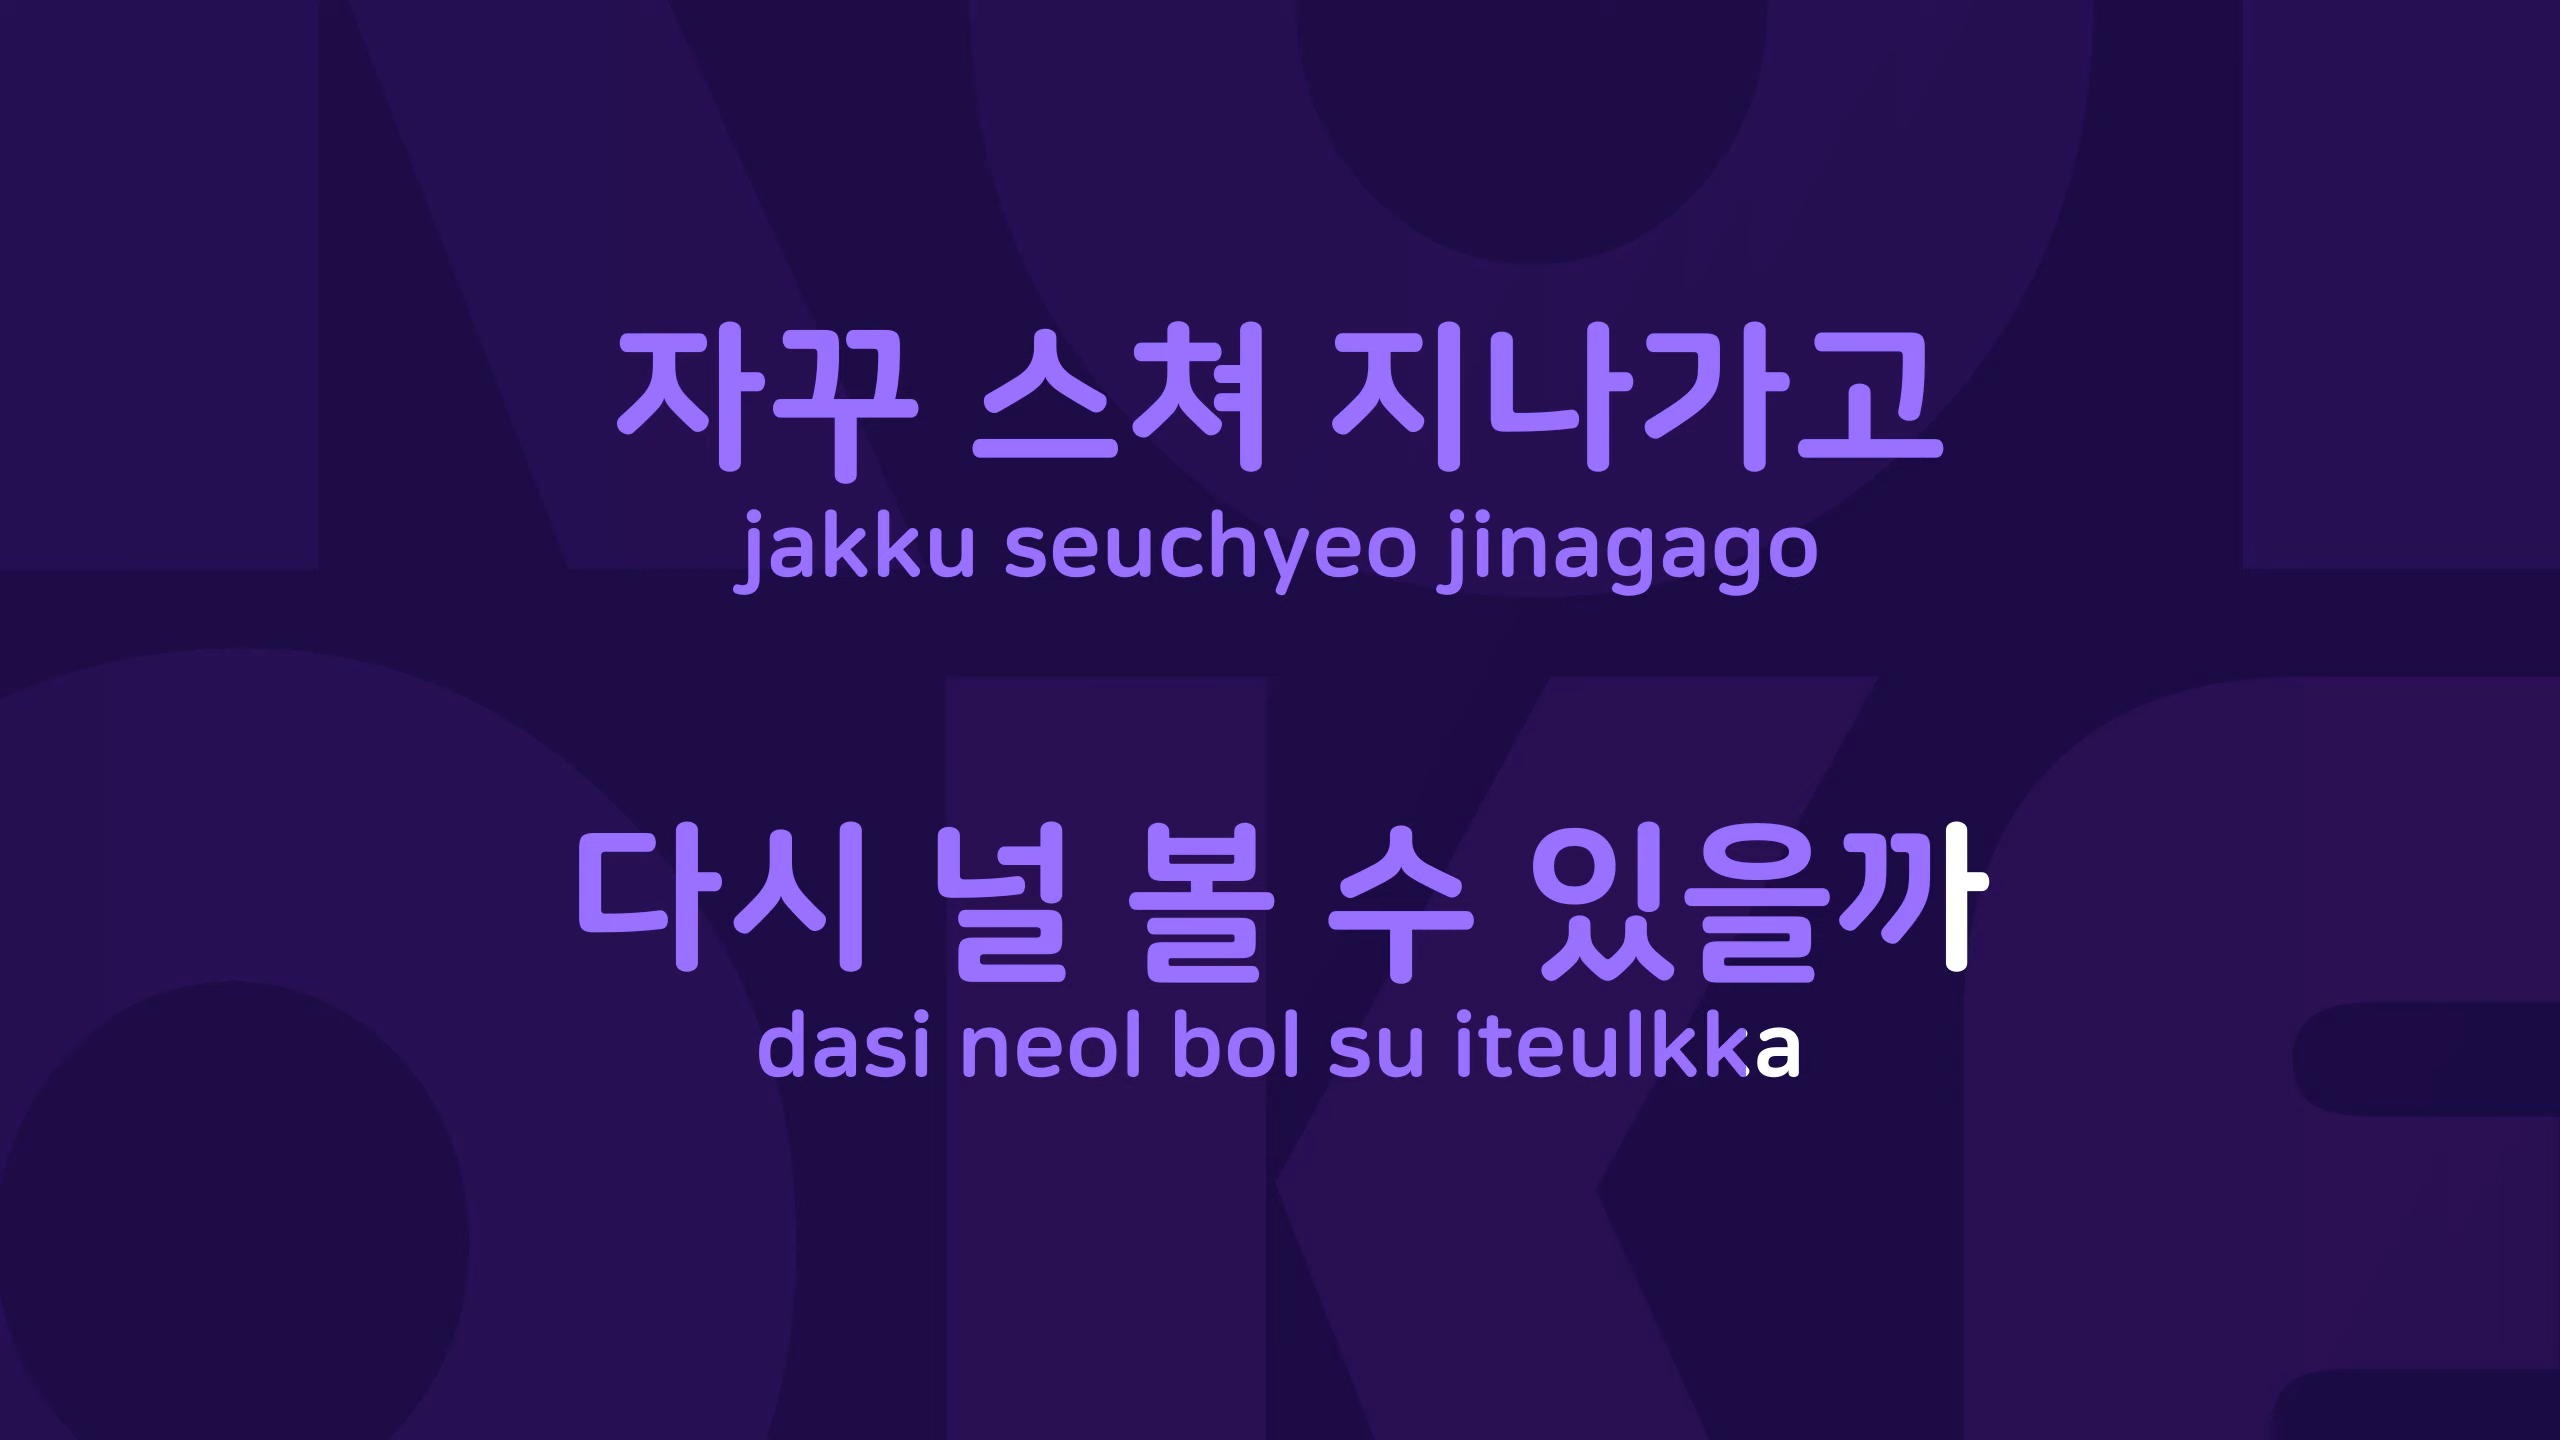 자꾸 스쳐 지나가고
jakku seuchyeo jinagago
다시 널 볼 수 있을까
dasi neol bol su iteulkka